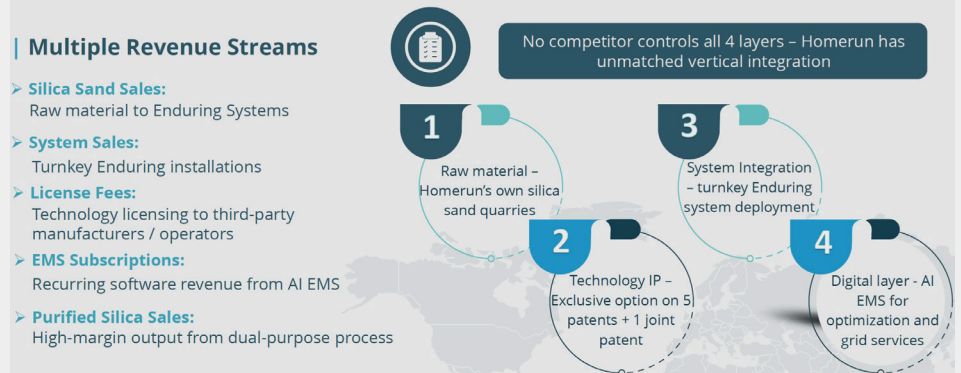 | Multiple Revenue Streams
➢ Silica Sand Sales:
Raw material to Enduring Systems
➢ System Sales:
Turnkey Enduring installations
➢ License Fees:
Technology licensing to third-party
manufacturers / operators
➢ EMS Subscriptions:
Recurring software revenue from AI EMS
➢ Purified Silica Sales:
High-margin output from dual-purpose process
No competitor controls all 4 layers – Homerun has
unmatched vertical integration
1
Raw material –
Homerun’s own silica
sand quarries
2
Technology IP –
Exclusive option on 5
patents + 1 joint
patent
3
System Integration
– turnkey Enduring
system deployment
4
Digital layer - AI
EMS for
optimization and
grid services